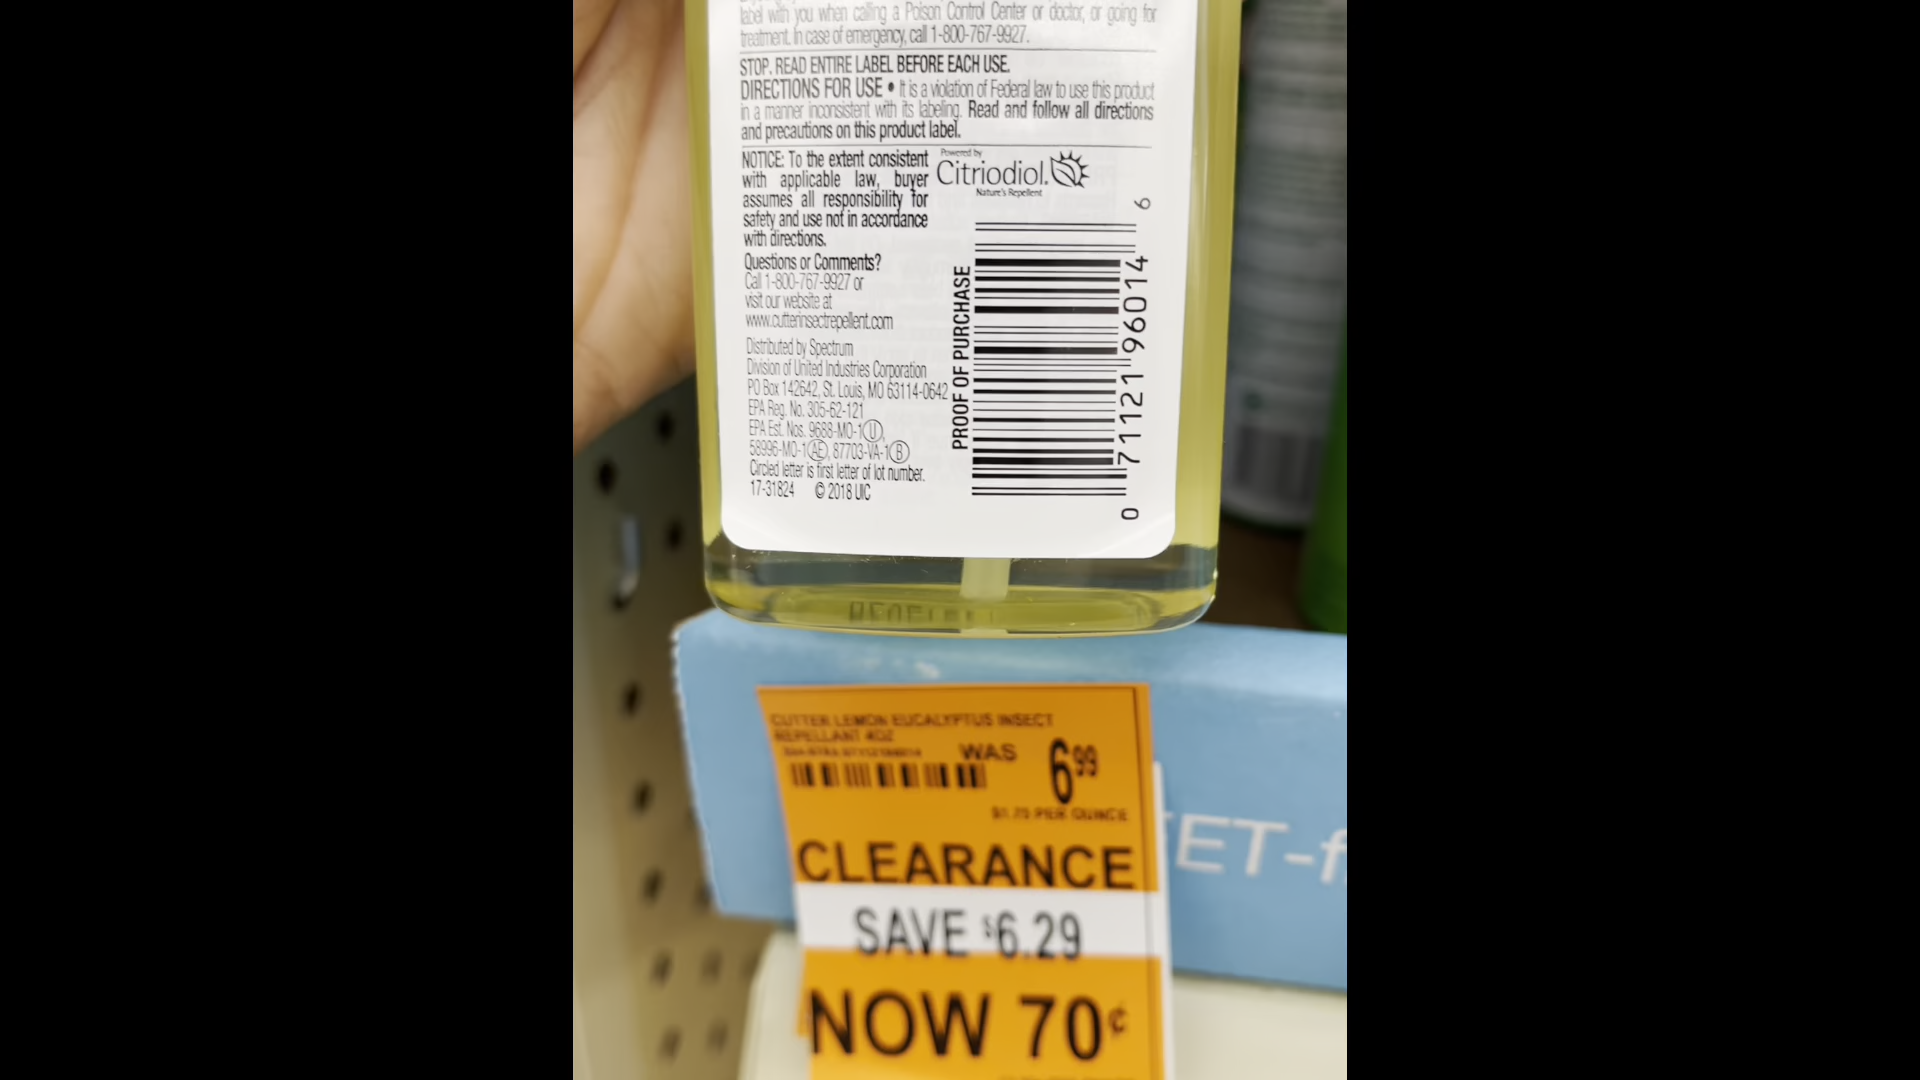 label with you when calling a Poison Control Center or doctor, or going for
treatment. In case of emergency, call 1-800-767-9927.
STOP. READ ENTIRE LABEL BEFORE EACH USE.
DIRECTIONS FOR USE • It is a violation of Federal law to use this product
in a manner inconsistent with its labeling. Read and follow all directions
and precautions on this product label.
NOTICE: To the extent consistent
with applicable law, buyer
assumes all responsibility for
safety and use not in accordance
with directions.
Powered by
Citriodiol.
Nature's Repellent
Questions or Comments?
Call 1-800-767-9927 or
visit our website at
www.cutterinsectrepellent.com
Distributed by Spectrum
Division of United Industries Corporation
PO Box 142642, St. Louis, MO 63114-0642
EPA Reg. No. 305-62-121
EPA Est. Nos. 9688-MO-1 U,
58996-MO-1 AE, 87703-VA-1 B
Circled letter is first letter of lot number.
17-31824 © 2018 UIC
PROOF OF PURCHASE
0 71121 96014 6
CUTTER LEMON EUCALYPTUS INSECT
REPELLANT 4OZ
WAS 6.99
$1.75 PER OUNCE
CLEARANCE
SAVE $6.29
NOW 70¢
ET-f